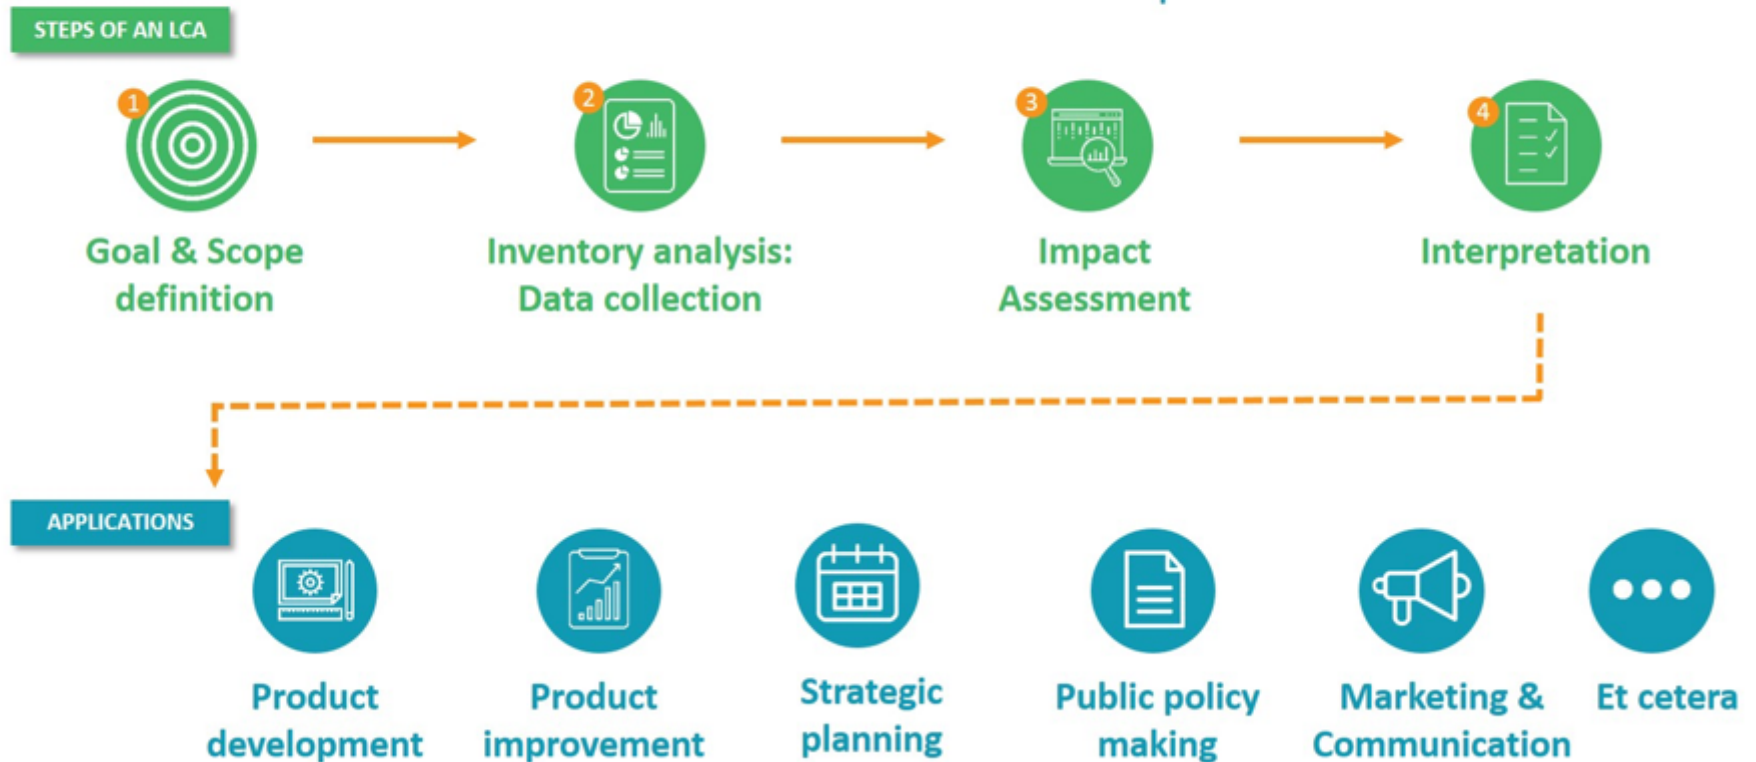 STEPS OF AN LCA
1
2
3
4
Goal & Scope
definition
Inventory analysis:
Data collection
Impact
Assessment
Interpretation
APPLICATIONS
Product
development
Product
improvement
Strategic
planning
Public policy
making
Marketing &
Communication
Et cetera